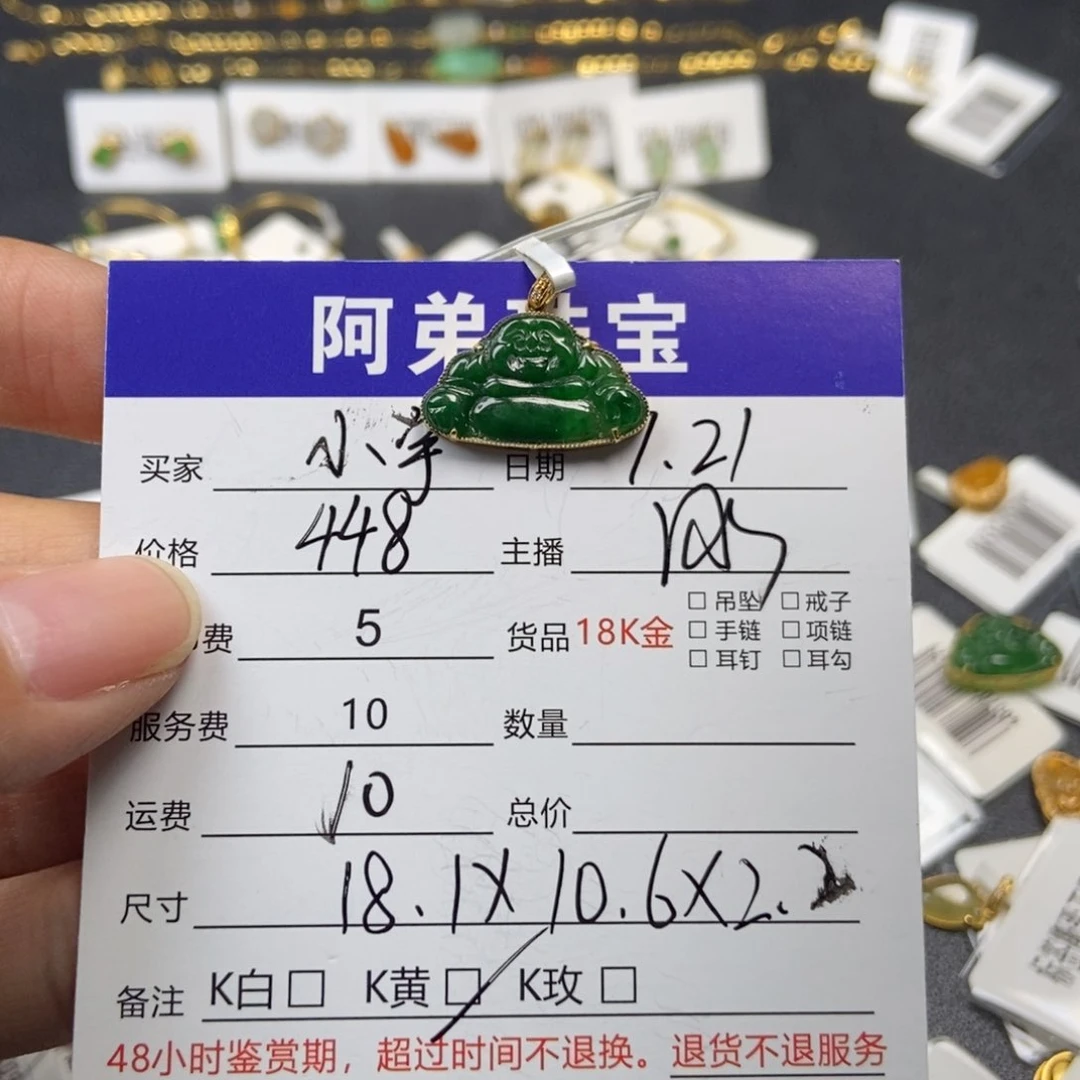 阿弟 宝
买家 小宇 日期 1.21
价格 448 主播
费 5 货品 18K金 □ 吊坠 □ 戒子
□ 手链 □ 项链
□ 耳钉 □ 耳勾
服务费 10 数量
运费 10 总价
尺寸 18.1X10.6X2.2
备注 K白 □ K黄 □ K玫 □
48小时鉴赏期，超过时间不退换。退货不退服务